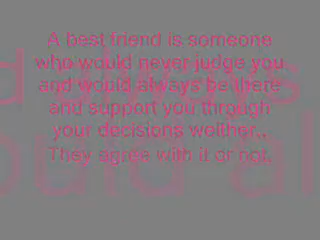 A best friend is someone
who would never judge you
and would always be there
and support you through
your decisions woither..
They agree with it or not.